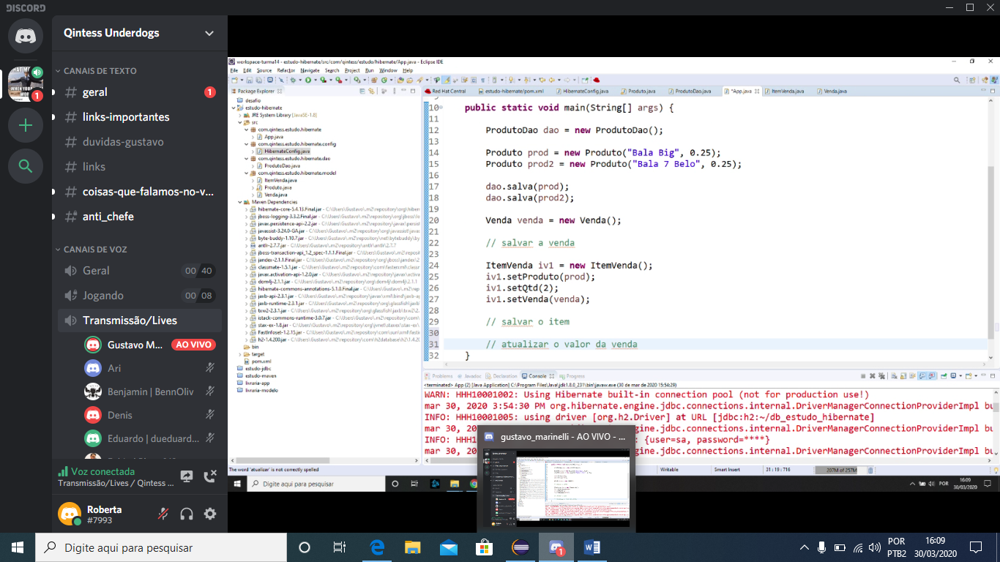 DISCORD
Qintess Underdogs
CANAIS DE TEXTO
# geral 1
# links-importantes
# duvidas-gustavo
# links
# coisas-que-falamos-no-v...
# anti_chefe
CANAIS DE VOZ
Geral 00 40
Jogando 00 08
Transmissão/Lives
Gustavo M... AO VIVO
Ari
Benjamin | BennOliv
Denis
Eduardo | dueduard...
Voz conectada
Transmissão/Lives / Qintess ...
Roberta
#7993
workspace-turma14 - estudo-hibernate/src/com/qintess/estudo/hibernate/App.java - Eclipse IDE
File Edit Source Refactor Navigate Search Project Run Window Help
Package Explorer
desafio
estudo-hibernate
JRE System Library [JavaSE-1.8]
src
com.qintess.estudo.hibernate
App.java
com.qintess.estudo.hibernate.config
HibernateConfig.java
com.qintess.estudo.hibernate.dao
ProdutoDao.java
com.qintess.estudo.hibernate.model
ItemVenda.java
Produto.java
Venda.java
Maven Dependencies
hibernate-core-5.4.13.Final.jar - C:\Users\Gustavo\.m2\repository\org\hiber
jboss-logging-3.3.2.Final.jar - C:\Users\Gustavo\.m2\repository\org\jboss\lo
javax.persistence-api-2.2.jar - C:\Users\Gustavo\.m2\repository\javax\persist
javassist-3.24.0-GA.jar - C:\Users\Gustavo\.m2\repository\org\javassist\javas
byte-buddy-1.10.7.jar - C:\Users\Gustavo\.m2\repository\net\bytebuddy\by
antlr-2.7.7.jar - C:\Users\Gustavo\.m2\repository\antlr\antlr\2.7.7
jboss-transaction-api_1.2_spec-1.1.1.Final.jar - C:\Users\Gustavo\.m2\repos
jandex-2.1.1.Final.jar - C:\Users\Gustavo\.m2\repository\org\jboss\jandex\2
classmate-1.5.1.jar - C:\Users\Gustavo\.m2\repository\com\fasterxml\classm
javax.activation-api-1.2.0.jar - C:\Users\Gustavo\.m2\repository\javax\activa
dom4j-2.1.1.jar - C:\Users\Gustavo\.m2\repository\org\dom4j\dom4j\2.1.1
hibernate-commons-annotations-5.1.0.Final.jar - C:\Users\Gustavo\.m2\repo
jaxb-api-2.3.1.jar - C:\Users\Gustavo\.m2\repository\javax\xml\bind\jaxb-ap
jaxb-runtime-2.3.1.jar - C:\Users\Gustavo\.m2\repository\org\glassfish\jaxb
txw2-2.3.1.jar - C:\Users\Gustavo\.m2\repository\org\glassfish\jaxb\txw2\2.3
istack-commons-runtime-3.0.7.jar - C:\Users\Gustavo\.m2\repository\com\
stax-ex-1.8.jar - C:\Users\Gustavo\.m2\repository\org\jvnet\staxex\stax-ex\
FastInfoset-1.2.15.jar - C:\Users\Gustavo\.m2\repository\com\sun\xml\fastin
h2-1.4.200.jar - C:\Users\Gustavo\.m2\repository\com\h2database\h2\1.4.20
bin
target
pom.xml
estudo-jdbc
estudo-maven
livraria-app
livraria-modelo
Red Hat Central estudo-hibernate/pom.xml HibernateConfig.java Produto.java ProdutoDao.java *App.java ItemVenda.java Venda.java
9
10 public static void main(String[] args) {
11
12 ProdutoDao dao = new ProdutoDao();
13
14 Produto prod = new Produto("Bala Big", 0.25);
15 Produto prod2 = new Produto("Bala 7 Belo", 0.25);
16
17 dao.salva(prod);
18 dao.salva(prod2);
19
20 Venda venda = new Venda();
21
22 // salvar a venda
23
24 ItemVenda iv1 = new ItemVenda();
25 iv1.setProduto(prod);
26 iv1.setQtd(2);
27 iv1.setVenda(venda);
28
29 // salvar o item
30
31 // atualizar o valor da venda
32 }
Problems Javadoc Declaration Console Progress
<terminated> App (2) [Java Application] C:\Program Files\Java\jdk1.8.0_231\bin\javaw.exe (30 de mar de 2020 15:54:29)
WARN: HHH10001002: Using Hibernate built-in connection pool (not for production use!)
mar 30, 2020 3:54:30 PM org.hibernate.engine.jdbc.connections.internal.DriverManagerConnectionProviderImpl bu
INFO: HHH10001005: using driver [org.h2.Driver] at URL [jdbc:h2:~/db_estudo_hibernate]
mar 30, 20 jdbc.connections.internal.DriverManagerConnectionProviderImpl bu
INFO: HHH1 : {user=sa, password=****}
mar 30, 20 jdbc.connections.internal.DriverManagerConnectionProviderImpl bu
The word 'atualizar' is not correctly spelled Writable Smart Insert 31 : 19 : 716 207M of 257M
Digite aqui para pesquisar
POR 16:09
30/03/2020
gustavo_marinelli - AO VIVO - ...
Digite aqui para pesquisar
1
POR
PTB2
16:09
30/03/2020